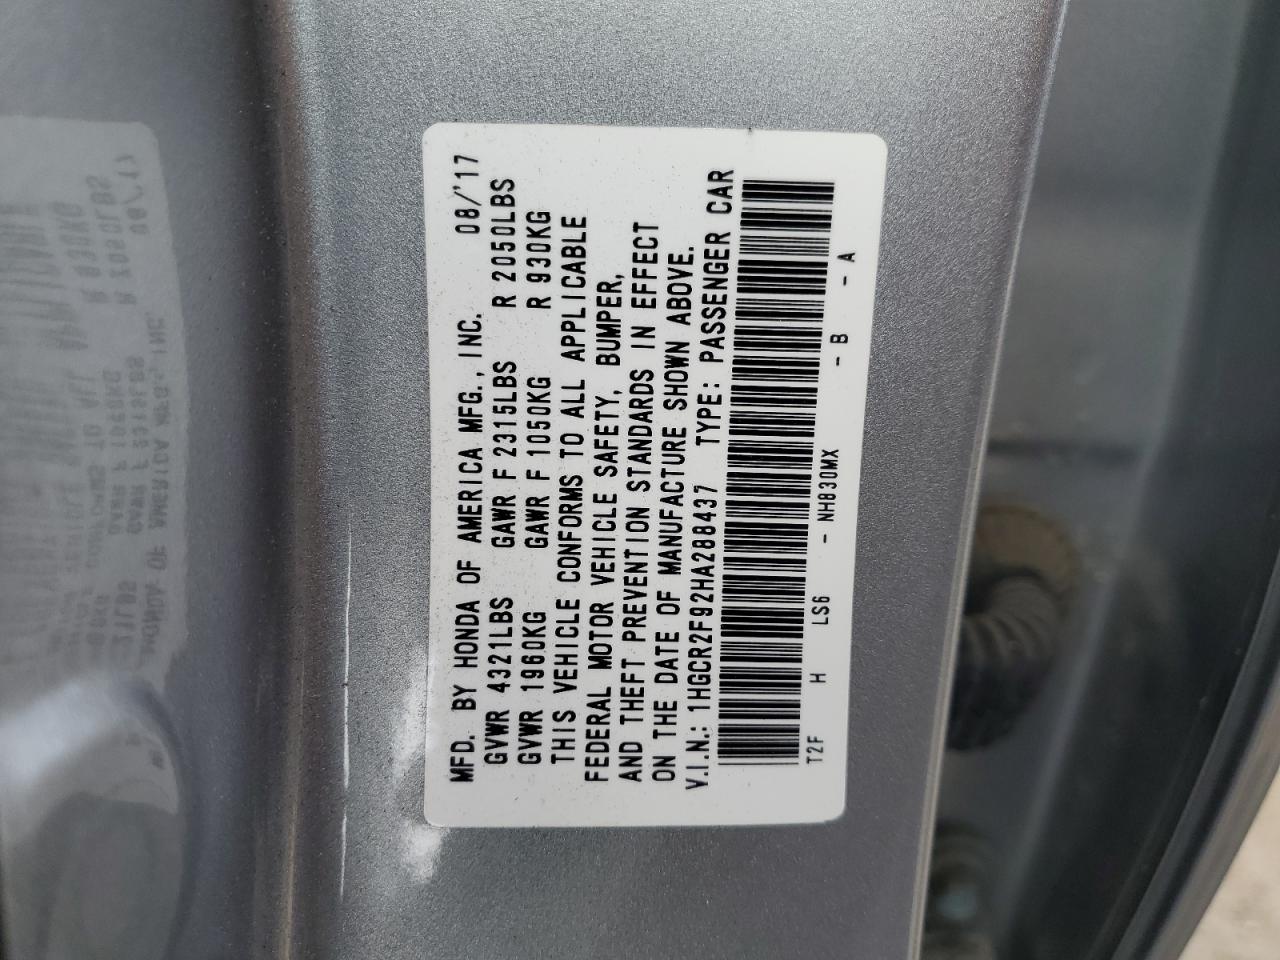 MFD. BY HONDA OF AMERICA MFG., INC. 08/'17
GVWR 4321LBS GAWR F 2315LBS R 2050LBS
GVWR 1960KG GAWR F 1050KG R 930KG
THIS VEHICLE CONFORMS TO ALL APPLICABLE
FEDERAL MOTOR VEHICLE SAFETY, BUMPER,
AND THEFT PREVENTION STANDARDS IN EFFECT
ON THE DATE OF MANUFACTURE SHOWN ABOVE.
V.I.N.: 1HGCR2F92HA288437 TYPE: PASSENGER CAR
T2F H LS6 - NH830MX - B - A